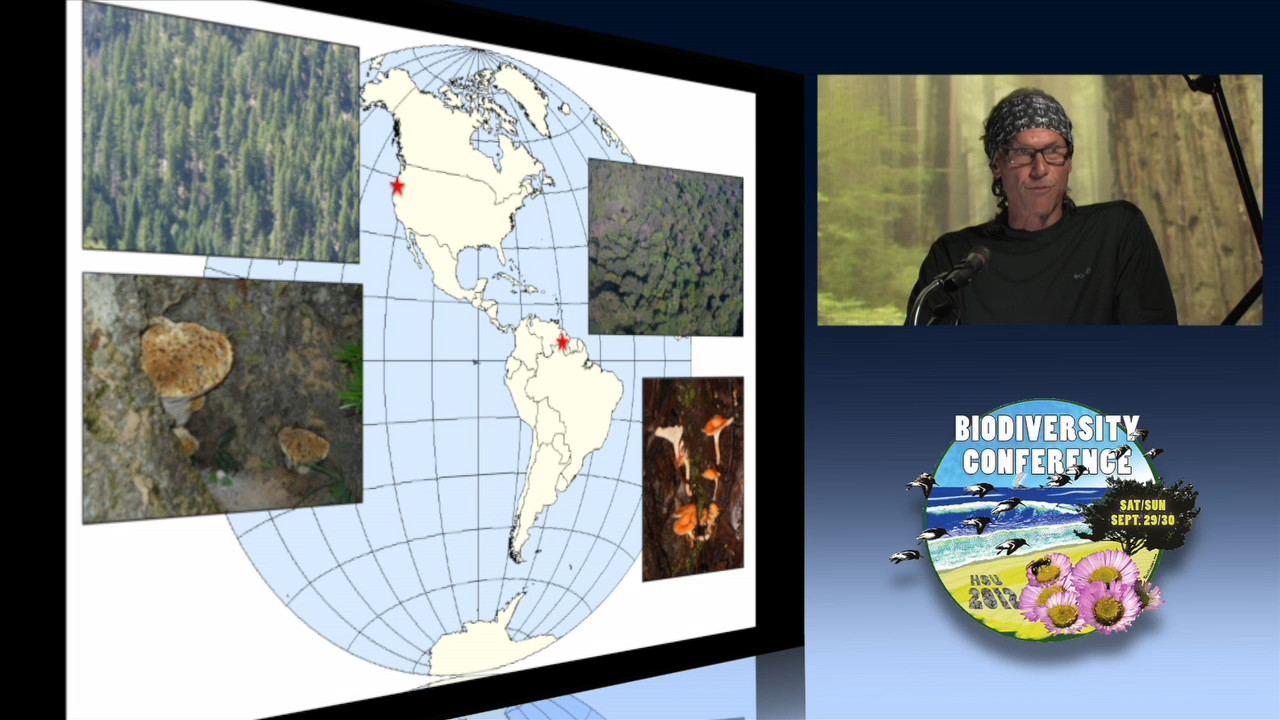 BIODIVERSITY
CONFERENCE
SAT/SUN
SEPT. 29/30
HSU
2012